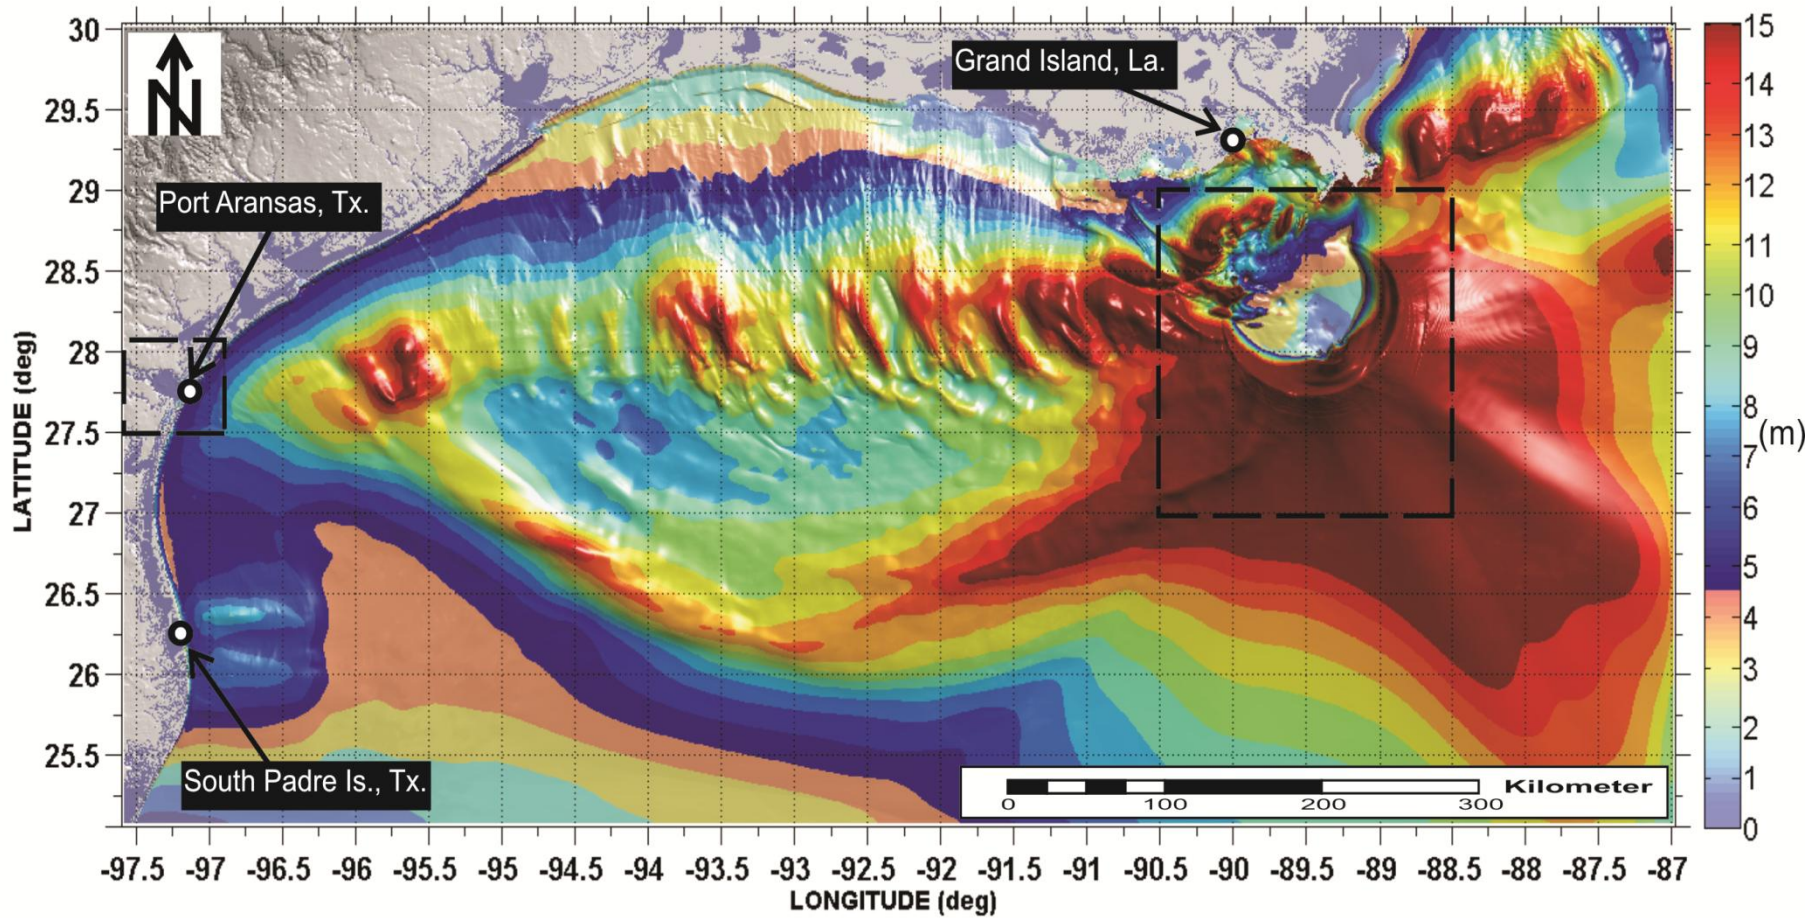 N
Grand Island, La.
Port Aransas, Tx.
South Padre Is., Tx.
30
29.5
29
28.5
28
27.5
27
26.5
26
25.5
LATITUDE (deg)
-97.5 -97 -96.5 -96 -95.5 -95 -94.5 -94 -93.5 -93 -92.5 -92 -91.5 -91 -90.5 -90 -89.5 -89 -88.5 -88 -87.5 -87
LONGITUDE (deg)
Kilometer
0 100 200 300
15
14
13
12
11
10
9
8
(m)
7
6
5
4
3
2
1
0